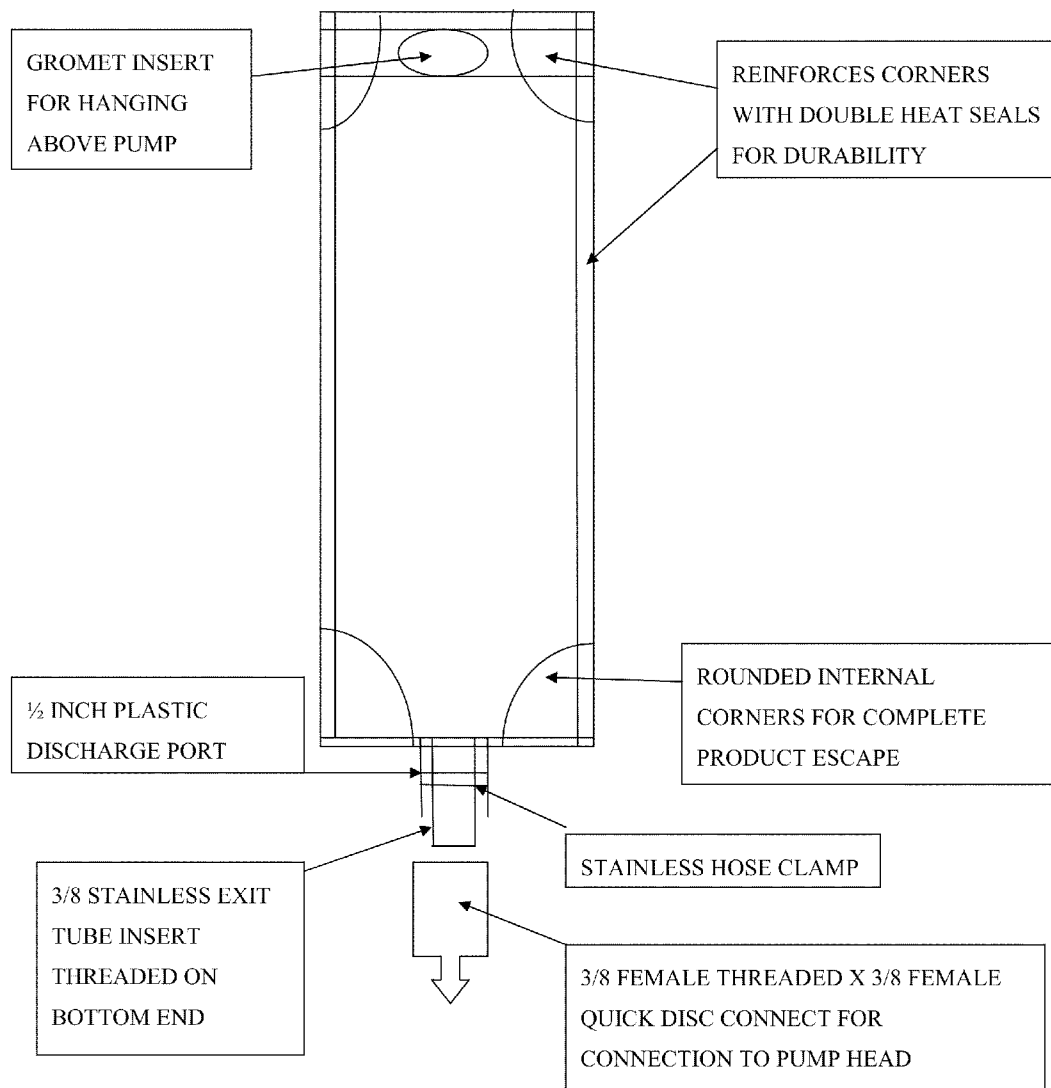 GROMET INSERT
FOR HANGING
ABOVE PUMP
REINFORCES CORNERS
WITH DOUBLE HEAT SEALS
FOR DURABILITY
½ INCH PLASTIC
DISCHARGE PORT
ROUNDED INTERNAL
CORNERS FOR COMPLETE
PRODUCT ESCAPE
STAINLESS HOSE CLAMP
3/8 STAINLESS EXIT
TUBE INSERT
THREADED ON
BOTTOM END
3/8 FEMALE THREADED X 3/8 FEMALE
QUICK DISC CONNECT FOR
CONNECTION TO PUMP HEAD